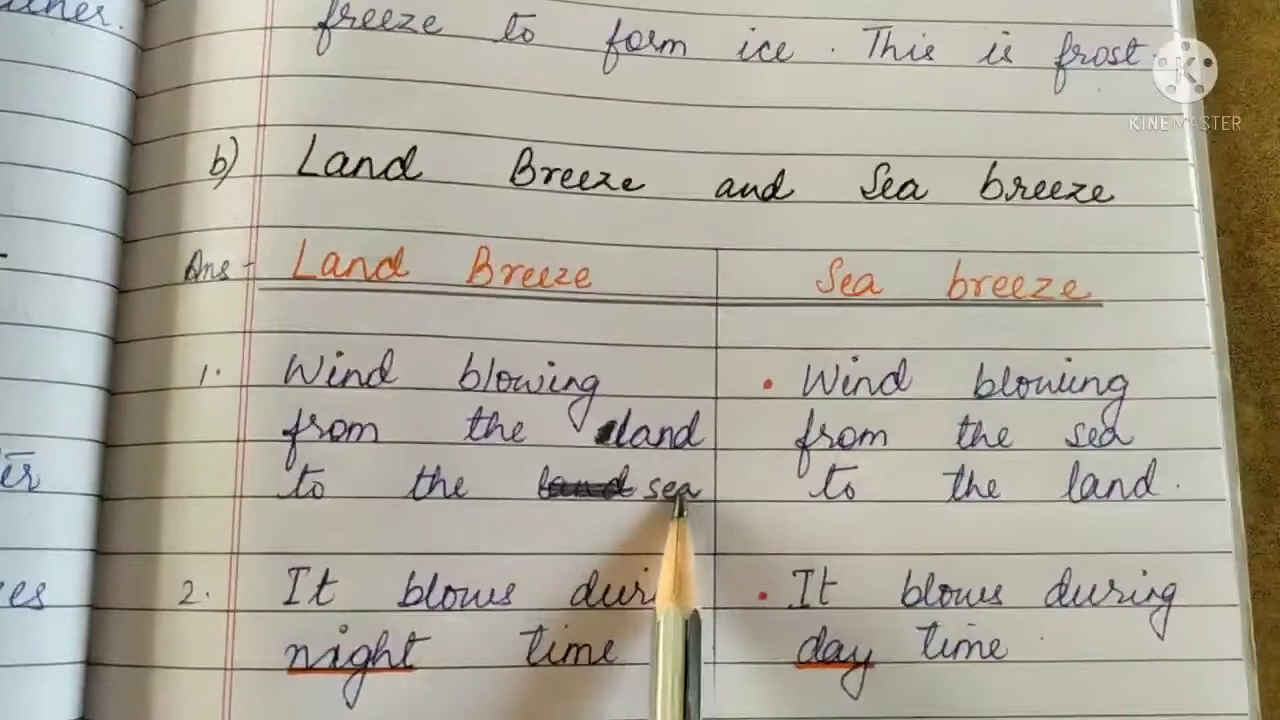 ather.
freeze to form ice. This is frost.
KINEMASTER
b) Land Breeze and Sea breeze
Ans- Land Breeze Sea breeze
1. Wind blowing • Wind blowing
from the land from the sea
to the land sea to the land.
2. It blows duri • It blows during
night time day time
es